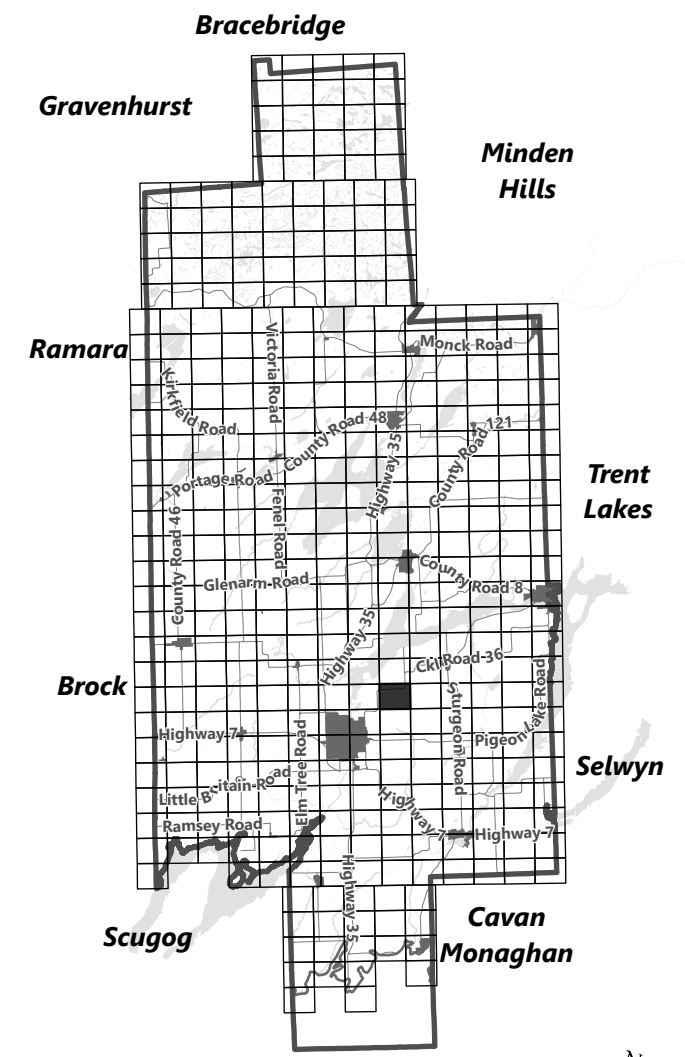 Bracebridge
Gravenhurst
Minden
Hills
Ramara
Monck Road
Victoria Road
Kirkfield Road
County Road 48
County Road 121
Highway 35
Portage Road
Trent
Lakes
County Road 46
Fenel Road
Glenarm Road
County Road 8
Highway 35
Ckl Road 36
Brock
Sturgeon Road
Pigeon Lake Road
Highway 7
Elm Tree Road
Selwyn
Little Britain Road
Highway 7
Ramsey Road
Highway 7
Highway 35
Scugog
Cavan
Monaghan
N